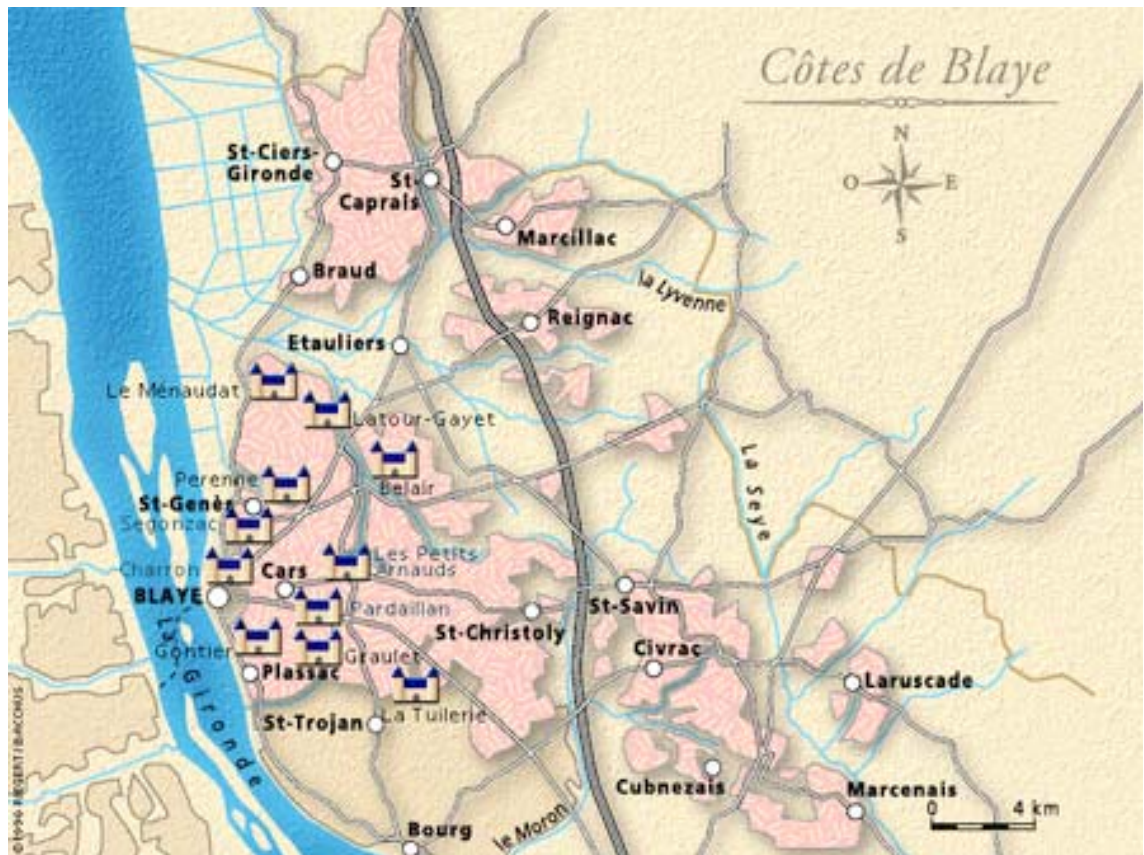 Côtes de Blaye
N
O
E
S
St-Ciers-
Gironde
St-
Caprais
Marcillac
Braud
la Lyvenne
Reignac
Etauliers
Le Ménaudat
Latour-Gayet
Belair
Perenne
St-Genès
Segonzac
La Seye
Charron
Les Petits
Arnauds
Cars
BLAYE
Pardaillan
St-Christoly
St-Savin
Gontier
Graulet
Civrac
Plassac
Laruscade
La Gironde
La Tuilerie
St-Trojan
Cubnezais
Marcenais
0 4 km
Bourg
le Moron